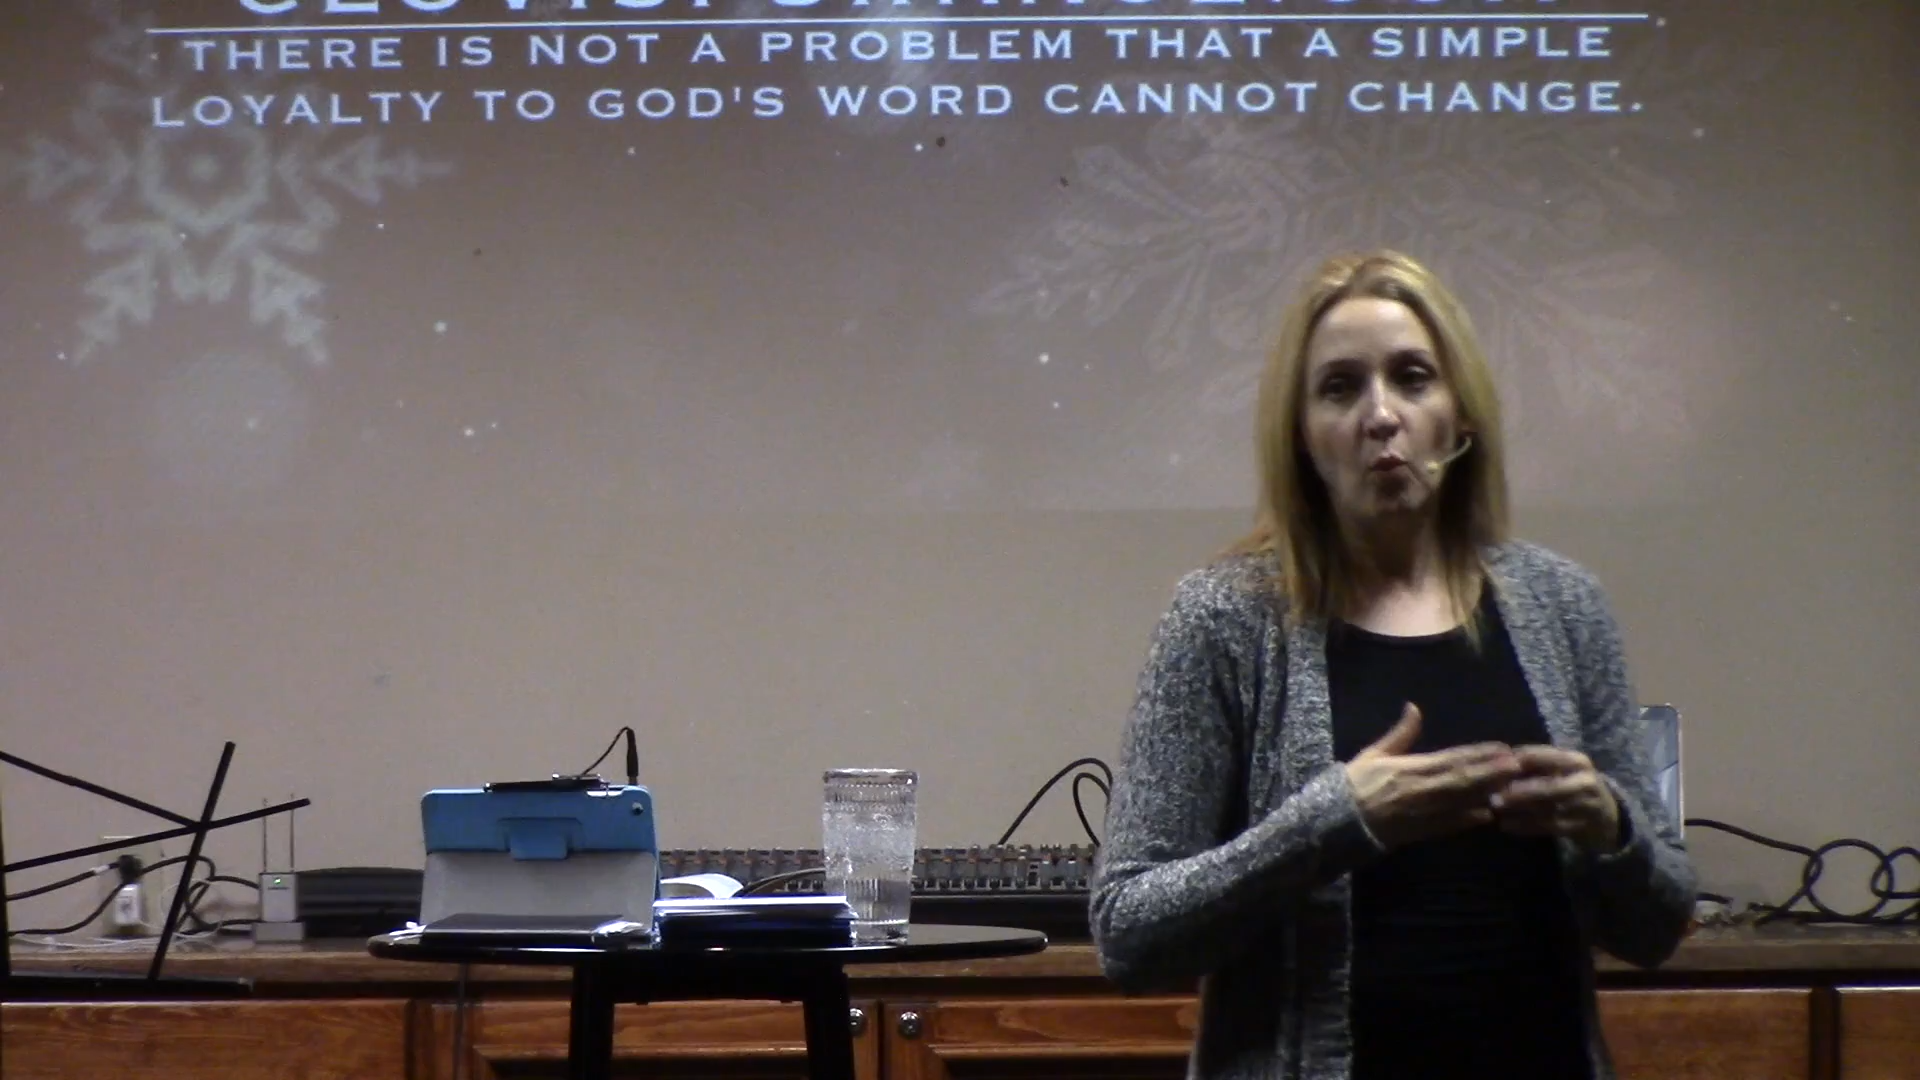 THERE IS NOT A PROBLEM THAT A SIMPLE
LOYALTY TO GOD'S WORD CANNOT CHANGE.